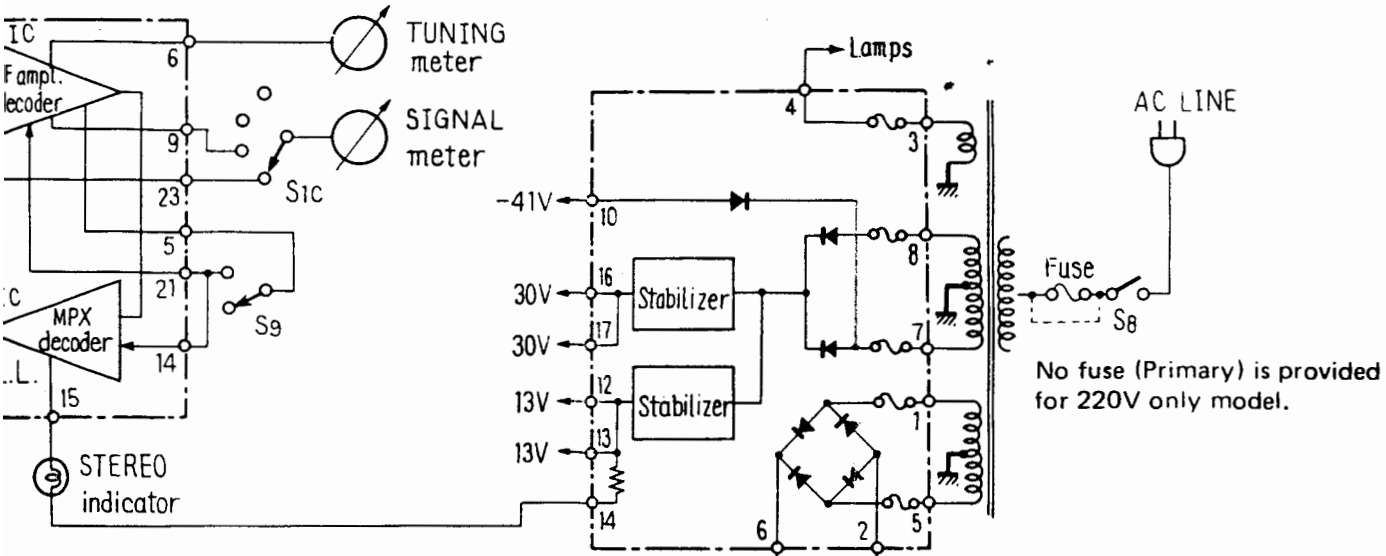 IC
F ampl.
decoder
6
9
23
5
21
14
15
TUNING
meter
SIGNAL
meter
S1C
S9
IC
MPX
decoder
.L.
STEREO
indicator
Lamps
4
3
-41V
10
8
30V
16
Stabilizer
17
30V
7
13V
12
Stabilizer
13
13V
1
14
6
2
5
AC LINE
Fuse
S8
No fuse (Primary) is provided
for 220V only model.